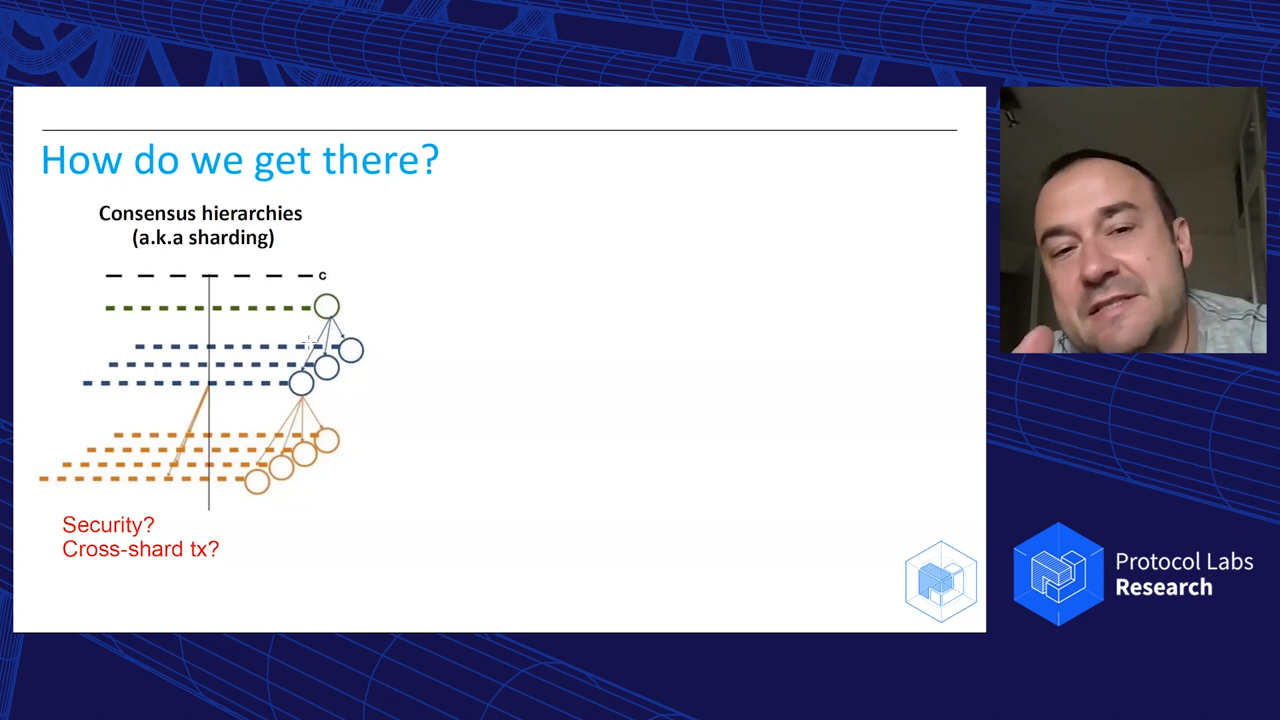 How do we get there?
Consensus hierarchies
(a.k.a sharding)
c
Security?
Cross-shard tx?
Protocol Labs
Research